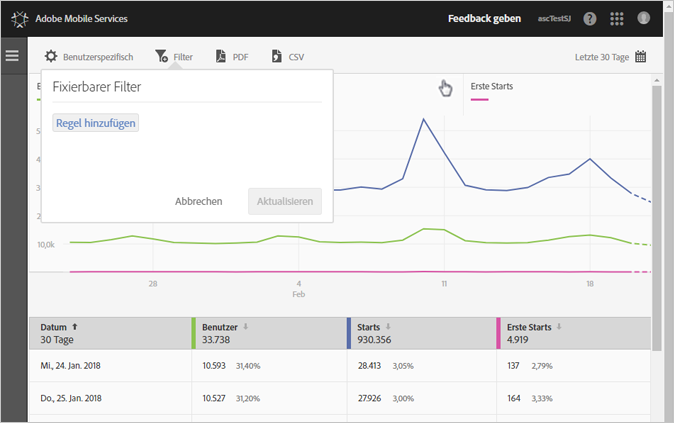 Adobe Mobile Services
Feedback geben
ascTestSJ
Benutzerspezifisch
Filter
PDF
CSV
Letzte 30 Tage
Fixierbarer Filter
Regel hinzufügen
Abbrechen
Aktualisieren
Erste Starts
10,0k
28
4
Feb
11
18
Datum
30 Tage
Benutzer
33.738
Starts
930.356
Erste Starts
4.919
Mi., 24. Jan. 2018
10.593 31,40%
28.413 3,05%
137 2,79%
Do., 25. Jan. 2018
10.527 31,20%
27.926 3,00%
164 3,33%